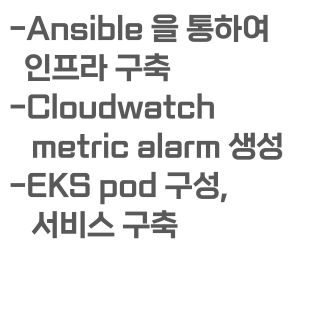 -Ansible 을 통하여
인프라 구축
-Cloudwatch
metric alarm 생성
-EKS pod 구성,
서비스 구축